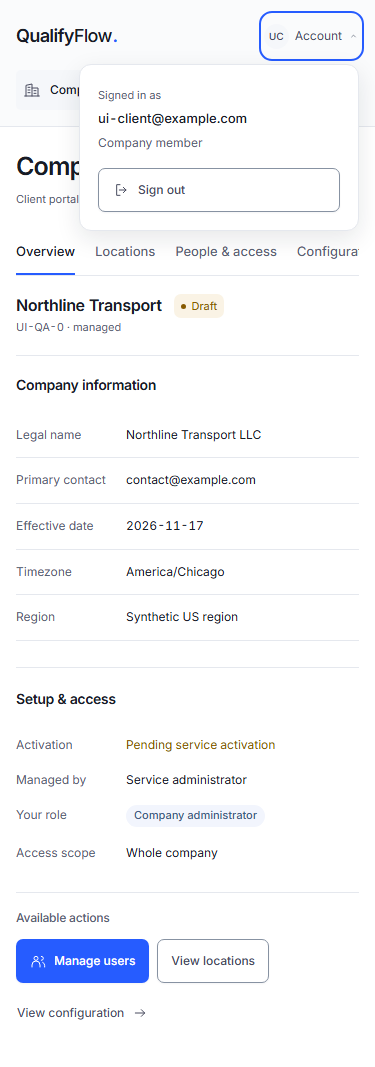 QualifyFlow.
UC Account
Comp
Signed in as
ui-client@example.com
Company member
Sign out
Comp
Client portal
Overview Locations People & access Configurat
Northline Transport Draft
UI-QA-0 · managed
Company information
Legal name Northline Transport LLC
Primary contact contact@example.com
Effective date 2026-11-17
Timezone America/Chicago
Region Synthetic US region
Setup & access
Activation Pending service activation
Managed by Service administrator
Your role Company administrator
Access scope Whole company
Available actions
Manage users View locations
View configuration →